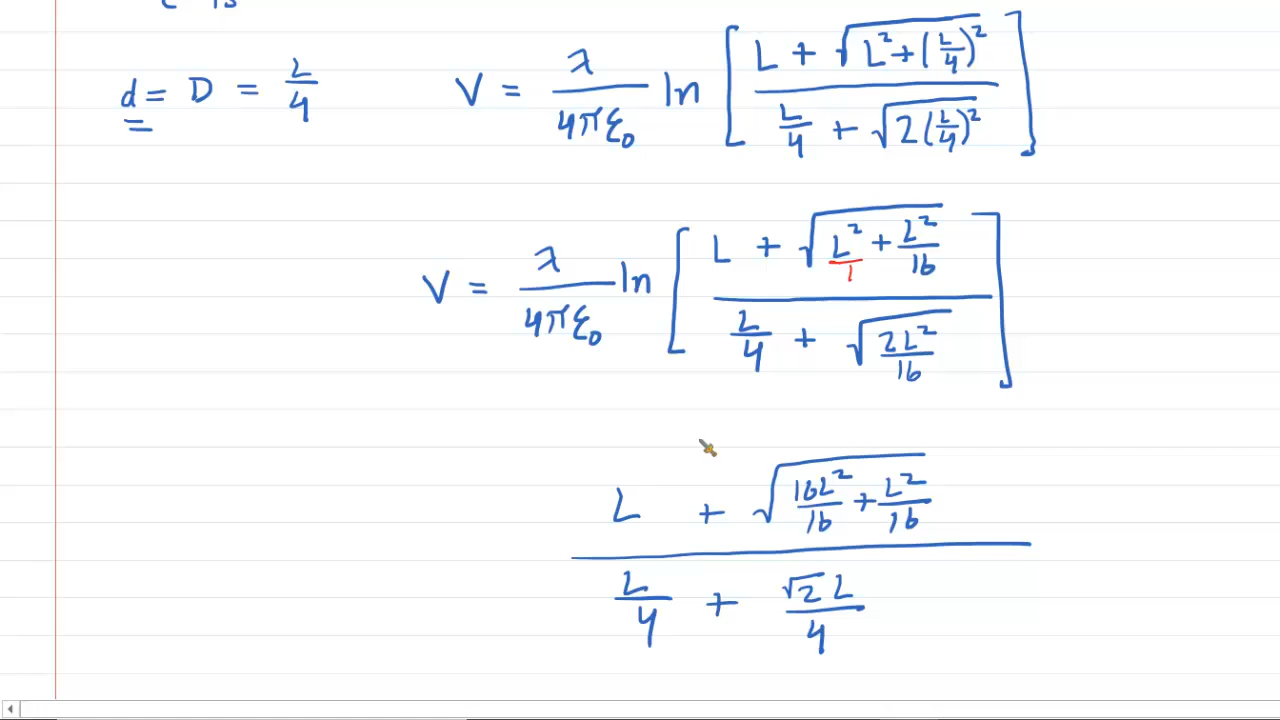 d = D = L/4 V = λ/(4πε₀) ln [ (L + √(L² + (L/4)²)) / (L/4 + √(2(L/4)²)) ]
V = λ/(4πε₀) ln [ (L + √(L²/1 + L²/16)) / (L/4 + √(2L²/16)) ]
(L + √(16L²/16 + L²/16)) / (L/4 + √2 L/4)